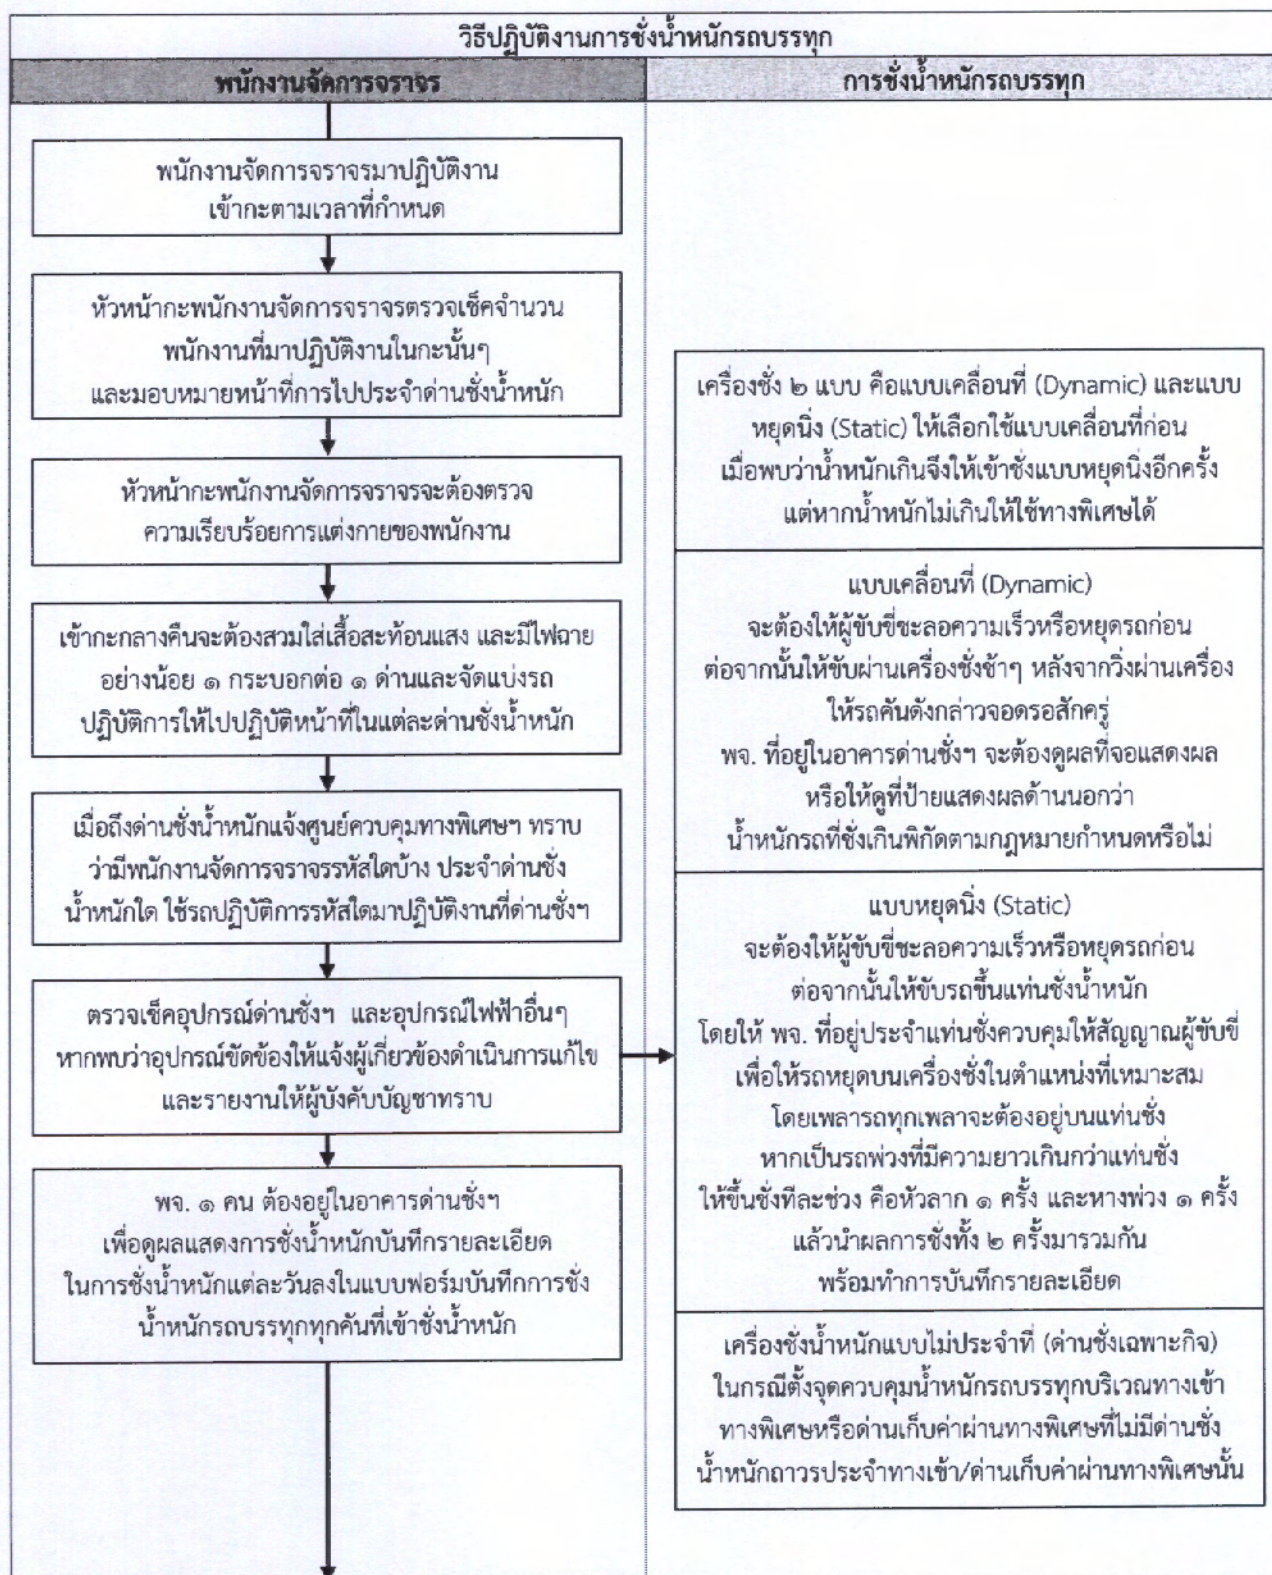 วิธีปฏิบัติงานการชั่งน้ำหนักรถบรรทุก
พนักงานจัดการจราจร
การชั่งน้ำหนักรถบรรทุก
พนักงานจัดการจราจรมาปฏิบัติงาน
เข้ากะตามเวลาที่กำหนด
หัวหน้ากะพนักงานจัดการจราจรตรวจเช็คจำนวน
พนักงานที่มาปฏิบัติงานในกะนั้นๆ
และมอบหมายหน้าที่การไปประจำด่านชั่งน้ำหนัก
หัวหน้ากะพนักงานจัดการจราจรจะต้องตรวจ
ความเรียบร้อยการแต่งกายของพนักงาน
เข้ากะกลางคืนจะต้องสวมใส่เสื้อสะท้อนแสง และมีไฟฉาย
อย่างน้อย ๑ กระบอกต่อ ๑ ด่านและจัดแบ่งรถ
ปฏิบัติการให้ไปปฏิบัติหน้าที่ในแต่ละด่านชั่งน้ำหนัก
เมื่อถึงด่านชั่งน้ำหนักแจ้งศูนย์ควบคุมทางพิเศษฯ ทราบ
ว่ามีพนักงานจัดการจราจรรหัสใดบ้าง ประจำด่านชั่ง
น้ำหนักใด ใช้รถปฏิบัติการรหัสใดมาปฏิบัติงานที่ด่านชั่งฯ
ตรวจเช็คอุปกรณ์ด่านชั่งฯ และอุปกรณ์ไฟฟ้าอื่นๆ
หากพบว่าอุปกรณ์ขัดข้องให้แจ้งผู้เกี่ยวข้องดำเนินการแก้ไข
และรายงานให้ผู้บังคับบัญชาทราบ
พจ. ๑ คน ต้องอยู่ในอาคารด่านชั่งฯ
เพื่อดูผลแสดงการชั่งน้ำหนักบันทึกรายละเอียด
ในการชั่งน้ำหนักแต่ละวันลงในแบบฟอร์มบันทึกการชั่ง
น้ำหนักรถบรรทุกทุกคันที่เข้าชั่งน้ำหนัก
เครื่องชั่ง ๒ แบบ คือแบบเคลื่อนที่ (Dynamic) และแบบ
หยุดนิ่ง (Static) ให้เลือกใช้แบบเคลื่อนที่ก่อน
เมื่อพบว่าน้ำหนักเกินจึงให้เข้าชั่งแบบหยุดนิ่งอีกครั้ง
แต่หากน้ำหนักไม่เกินให้ใช้ทางพิเศษได้
แบบเคลื่อนที่ (Dynamic)
จะต้องให้ผู้ขับขี่ชะลอความเร็วหรือหยุดรถก่อน
ต่อจากนั้นให้ขับผ่านเครื่องชั่งช้าๆ หลังจากวิ่งผ่านเครื่อง
ให้รถคันดังกล่าวจอดรอสักครู่
พจ. ที่อยู่ในอาคารด่านชั่งฯ จะต้องดูผลที่จอแสดงผล
หรือให้ดูที่ป้ายแสดงผลด้านนอกว่า
น้ำหนักรถที่ชั่งเกินพิกัดตามกฎหมายกำหนดหรือไม่
แบบหยุดนิ่ง (Static)
จะต้องให้ผู้ขับขี่ชะลอความเร็วหรือหยุดรถก่อน
ต่อจากนั้นให้ขับรถขึ้นแท่นชั่งน้ำหนัก
โดยให้ พจ. ที่อยู่ประจำแท่นชั่งควบคุมให้สัญญาณผู้ขับขี่
เพื่อให้รถหยุดบนเครื่องชั่งในตำแหน่งที่เหมาะสม
โดยเพลารถทุกเพลาจะต้องอยู่บนแท่นชั่ง
หากเป็นรถพ่วงที่มีความยาวเกินกว่าแท่นชั่ง
ให้ขึ้นชั่งทีละช่วง คือหัวลาก ๑ ครั้ง และหางพ่วง ๑ ครั้ง
แล้วนำผลการชั่งทั้ง ๒ ครั้งมารวมกัน
พร้อมทำการบันทึกรายละเอียด
เครื่องชั่งน้ำหนักแบบไม่ประจำที่ (ด่านชั่งเฉพาะกิจ)
ในกรณีตั้งจุดควบคุมน้ำหนักรถบรรทุกบริเวณทางเข้า
ทางพิเศษหรือด่านเก็บค่าผ่านทางพิเศษที่ไม่มีด่านชั่ง
น้ำหนักถาวรประจำทางเข้า/ด่านเก็บค่าผ่านทางพิเศษนั้น